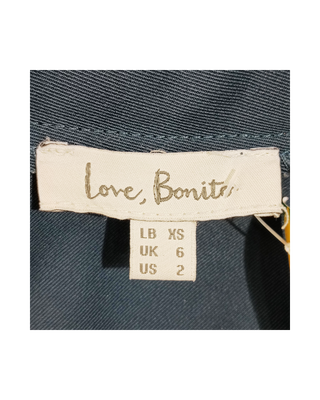 Love, Bonito
LB XS
UK 6
US 2